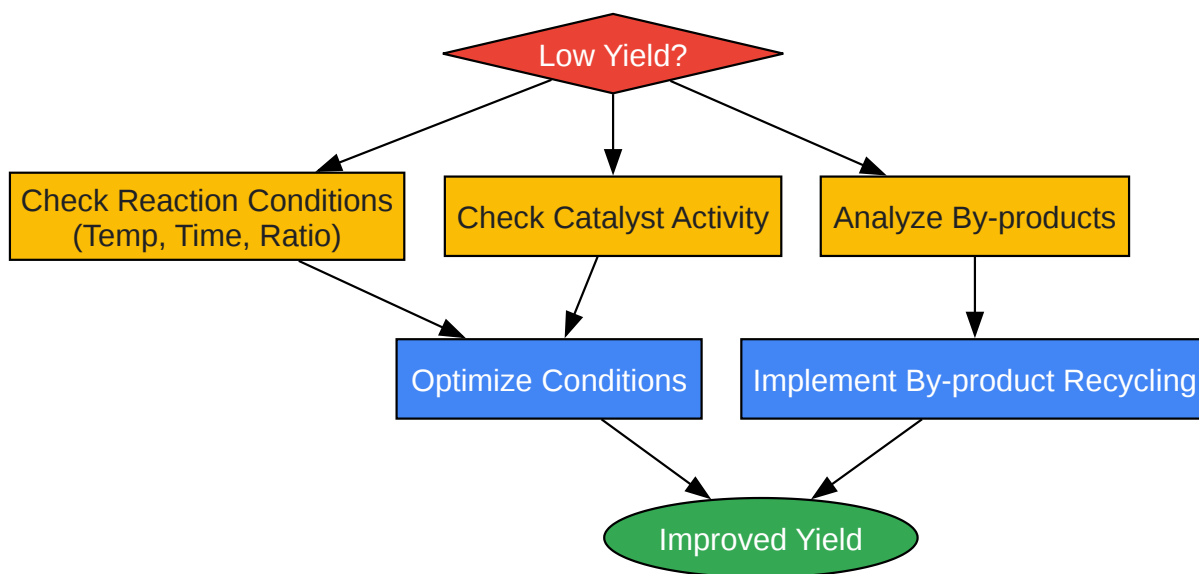 Low Yield?
Check Reaction Conditions
(Temp, Time, Ratio)
Check Catalyst Activity
Analyze By-products
Optimize Conditions
Implement By-product Recycling
Improved Yield